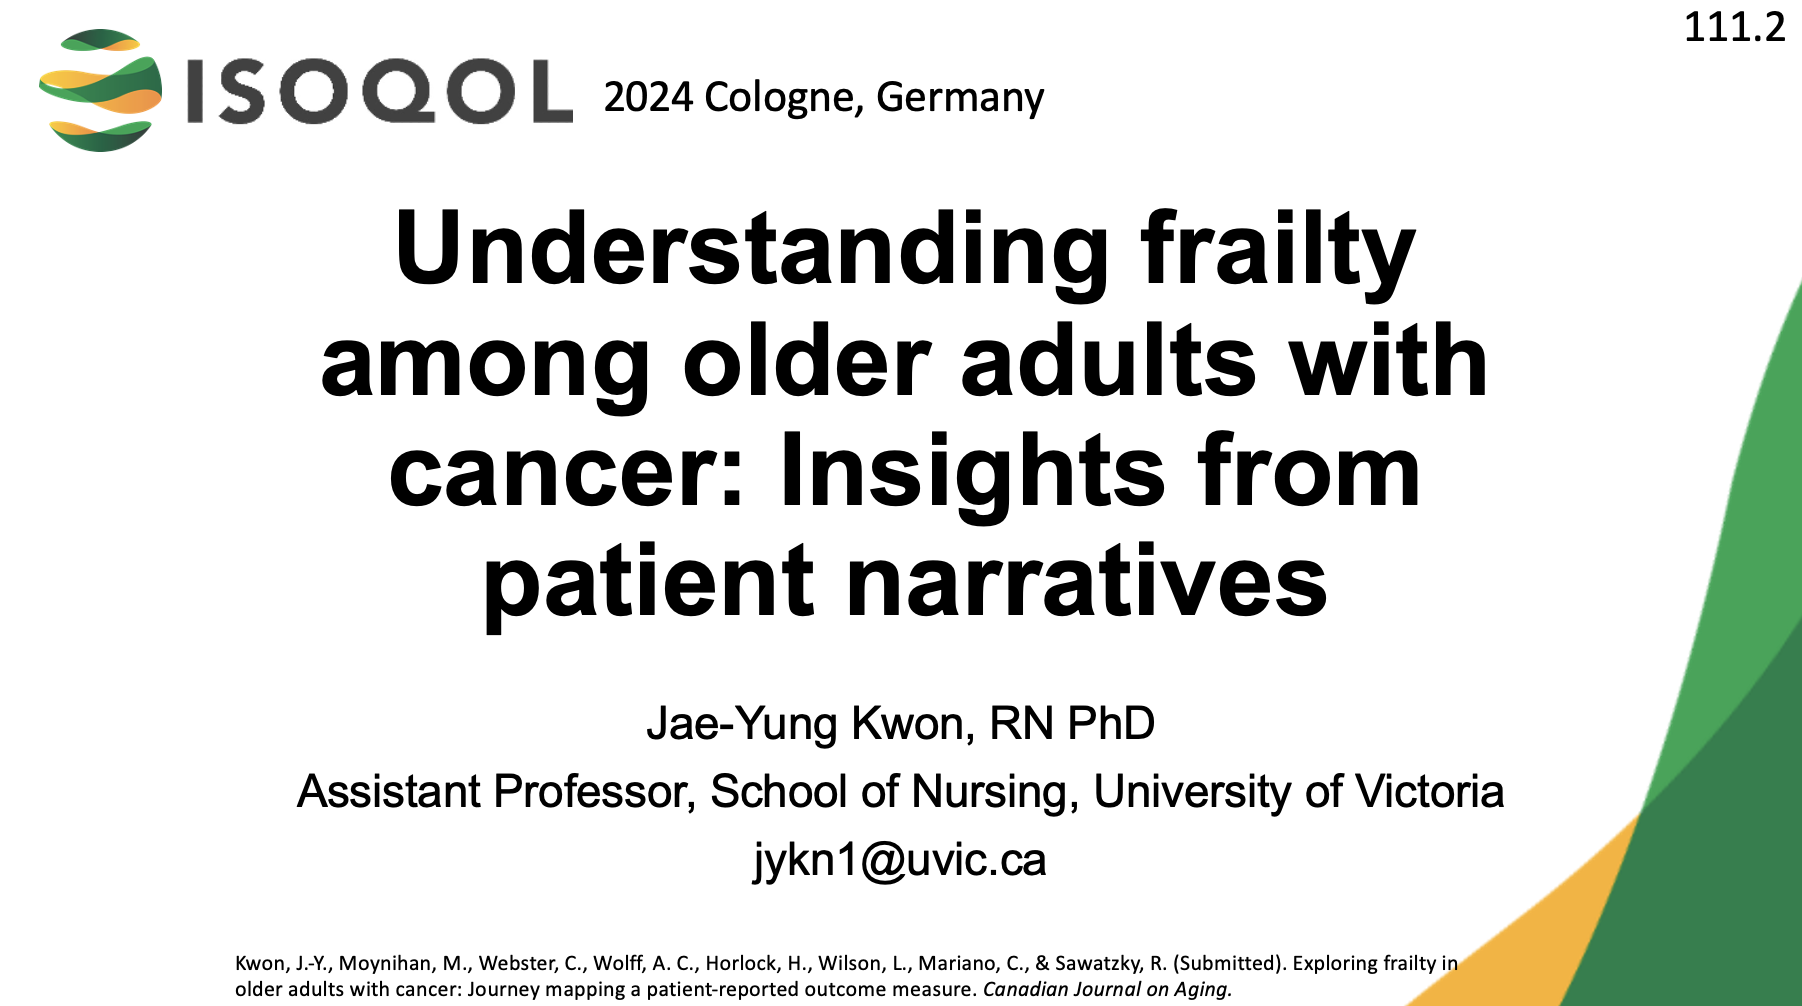 111.2
ISOQOL 2024 Cologne, Germany
Understanding frailty
among older adults with
cancer: Insights from
patient narratives
Jae-Yung Kwon, RN PhD
Assistant Professor, School of Nursing, University of Victoria
jykn1@uvic.ca
Kwon, J.-Y., Moynihan, M., Webster, C., Wolff, A. C., Horlock, H., Wilson, L., Mariano, C., & Sawatzky, R. (Submitted). Exploring frailty in
older adults with cancer: Journey mapping a patient-reported outcome measure. Canadian Journal on Aging.